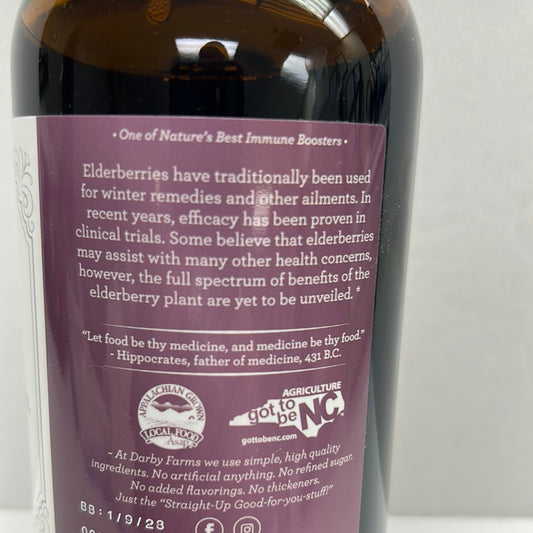 • One of Nature's Best Immune Boosters •
Elderberries have traditionally been used
for winter remedies and other ailments. In
recent years, efficacy has been proven in
clinical trials. Some believe that elderberries
may assist with many other health concerns,
however, the full spectrum of benefits of the
elderberry plant are yet to be unveiled. *
"Let food be thy medicine, and medicine be thy food."
- Hippocrates, father of medicine, 431 B.C.
APPALACHIAN GROWN
LOCAL FOOD
Asap
AGRICULTURE
got to be NC
gottobenc.com
~ At Darby Farms we use simple, high quality
ingredients. No artificial anything. No refined sugar.
No added flavorings. No thickeners.
Just the "Straight-Up Good-for-you-stuff!"
BB:1/9/28